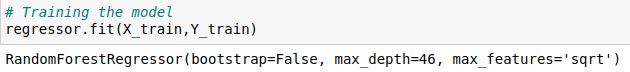 # Training the model
regressor.fit(X_train,Y_train)
RandomForestRegressor(bootstrap=False, max_depth=46, max_features='sqrt')